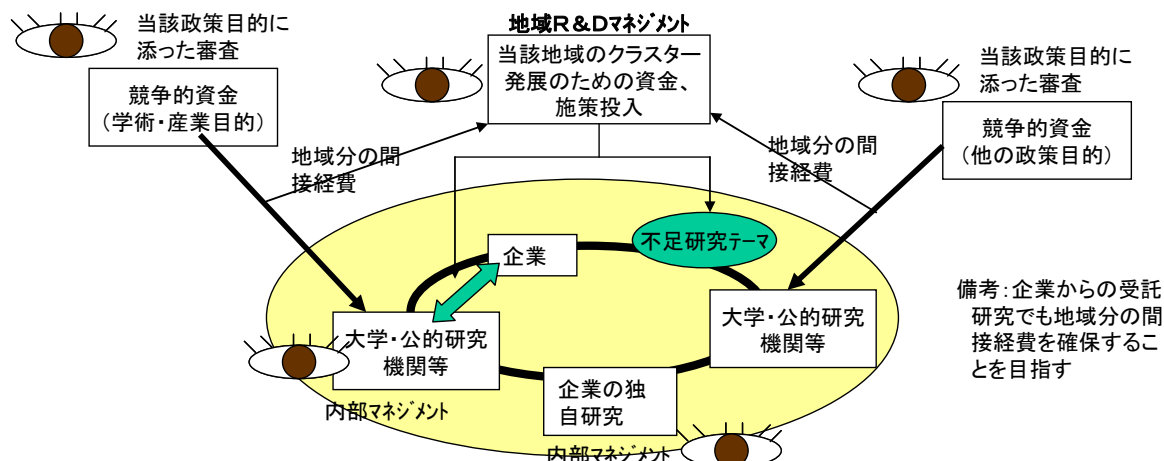 地域R&Dマネジメント
当該政策目的に
添った審査
競争的資金
(学術・産業目的)
当該地域のクラスター
発展のための資金、
施策投入
当該政策目的に
添った審査
競争的資金
(他の政策目的)
地域分の間
接経費
地域分の間
接経費
企業
不足研究テーマ
大学・公的研究
機関等
大学・公的研究
機関等
企業の独
自研究
内部マネジメント
内部マネジメント
備考:企業からの受託
研究でも地域分の間
接経費を確保するこ
とを目指す